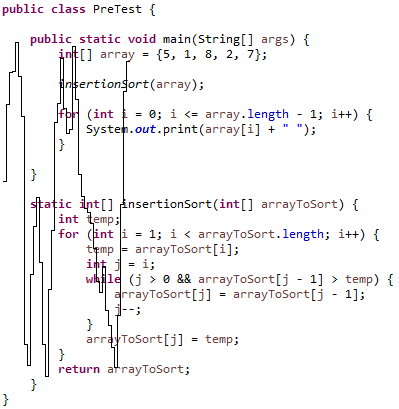 public class PreTest {
public static void main(String[] args) {
int[] array = {5, 1, 8, 2, 7};
insertionSort(array);
for (int i = 0; i <= array.length - 1; i++) {
System.out.print(array[i] + " ");
}
}
static int[] insertionSort(int[] arrayToSort) {
int temp;
for (int i = 1; i < arrayToSort.length; i++) {
temp = arrayToSort[i];
int j = i;
while (j > 0 && arrayToSort[j - 1] > temp) {
arrayToSort[j] = arrayToSort[j - 1];
j--;
}
arrayToSort[j] = temp;
}
return arrayToSort;
}
}